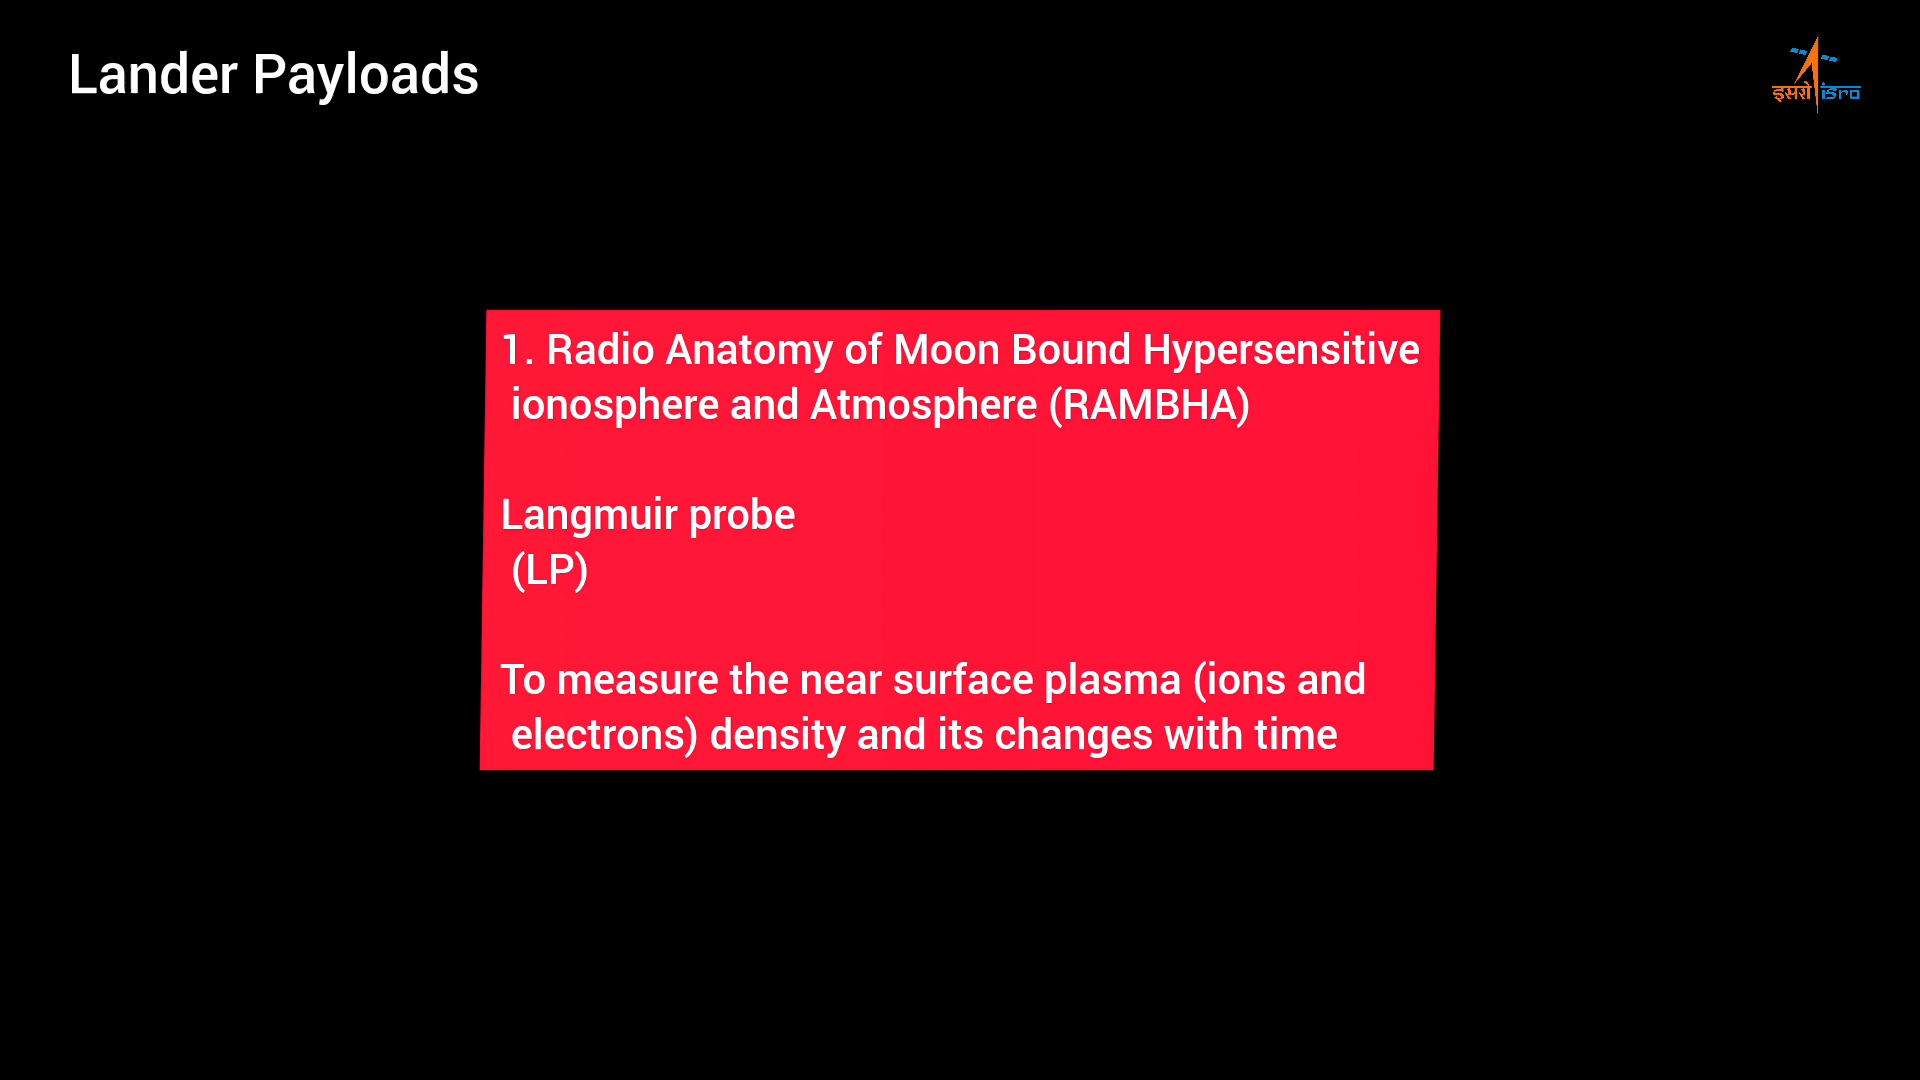 Lander Payloads
इसरो isro
1. Radio Anatomy of Moon Bound Hypersensitive
ionosphere and Atmosphere (RAMBHA)
Langmuir probe
(LP)
To measure the near surface plasma (ions and
electrons) density and its changes with time